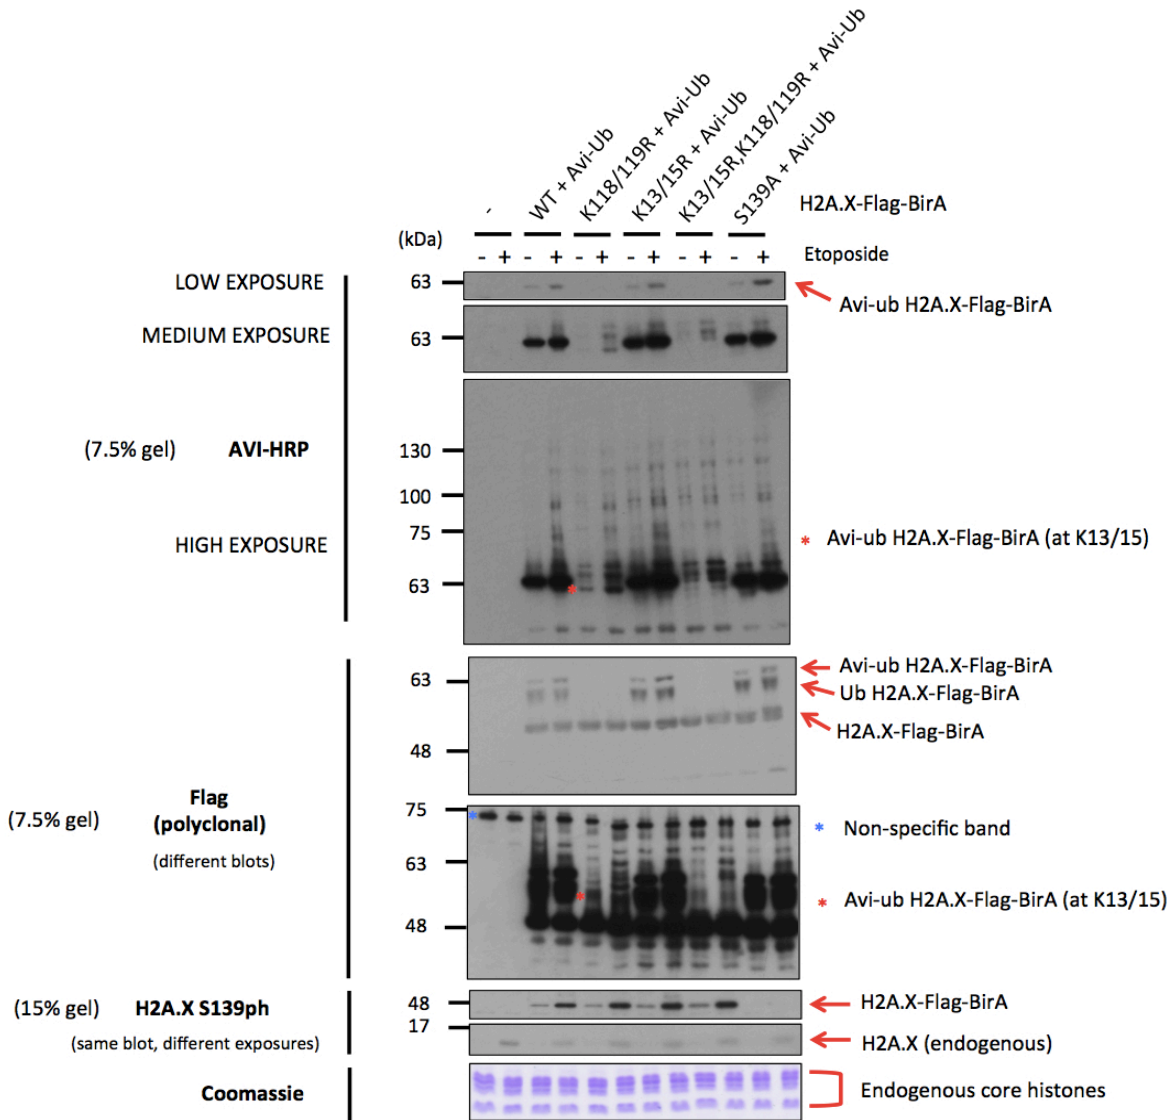 -
WT + Avi-Ub
K118/119R + Avi-Ub
K13/15R + Avi-Ub
K13/15R,K118/119R + Avi-Ub
S139A + Avi-Ub
H2A.X-Flag-BirA
(kDa)
- + - + - + - + - + - +
Etoposide
LOW EXPOSURE
63
Avi-ub H2A.X-Flag-BirA
MEDIUM EXPOSURE
63
(7.5% gel) AVI-HRP
130
100
75
* Avi-ub H2A.X-Flag-BirA (at K13/15)
HIGH EXPOSURE
63
*
Avi-ub H2A.X-Flag-BirA
63
Ub H2A.X-Flag-BirA
H2A.X-Flag-BirA
48
Flag
(7.5% gel) (polyclonal)
(different blots)
75
*
* Non-specific band
63
*
* Avi-ub H2A.X-Flag-BirA (at K13/15)
48
(15% gel) H2A.X S139ph
48
H2A.X-Flag-BirA
17
(same blot, different exposures)
H2A.X (endogenous)
Coomassie
Endogenous core histones